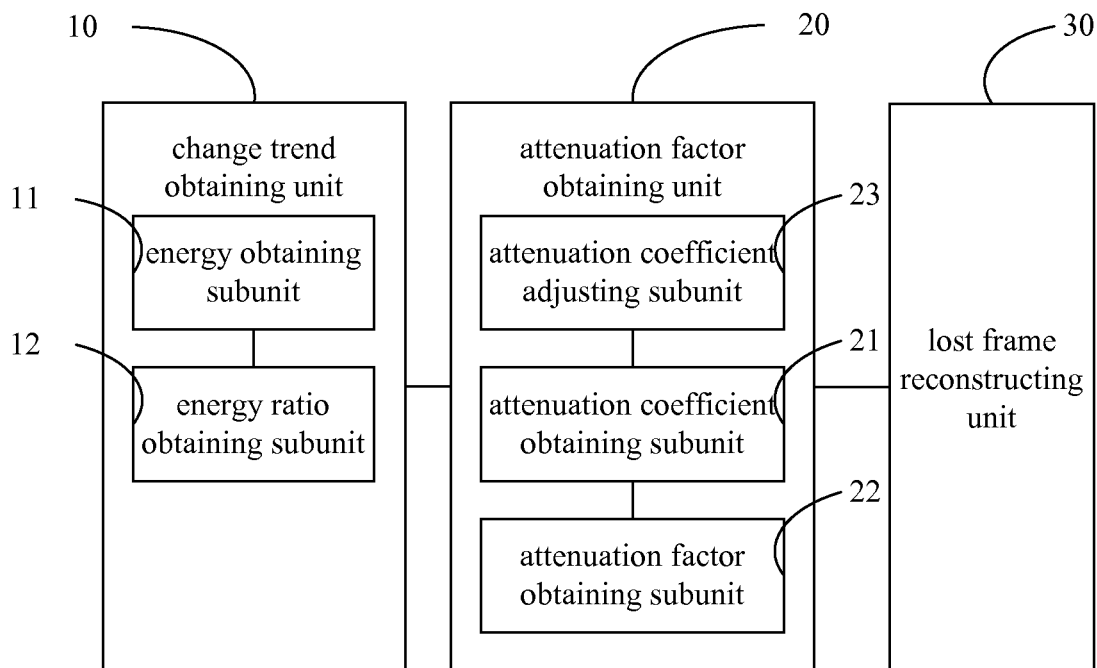 10
20
30
change trend
obtaining unit
11
energy obtaining
subunit
12
energy ratio
obtaining subunit
attenuation factor
obtaining unit
23
attenuation coefficient
adjusting subunit
21
attenuation coefficient
obtaining subunit
22
attenuation factor
obtaining subunit
lost frame
reconstructing
unit